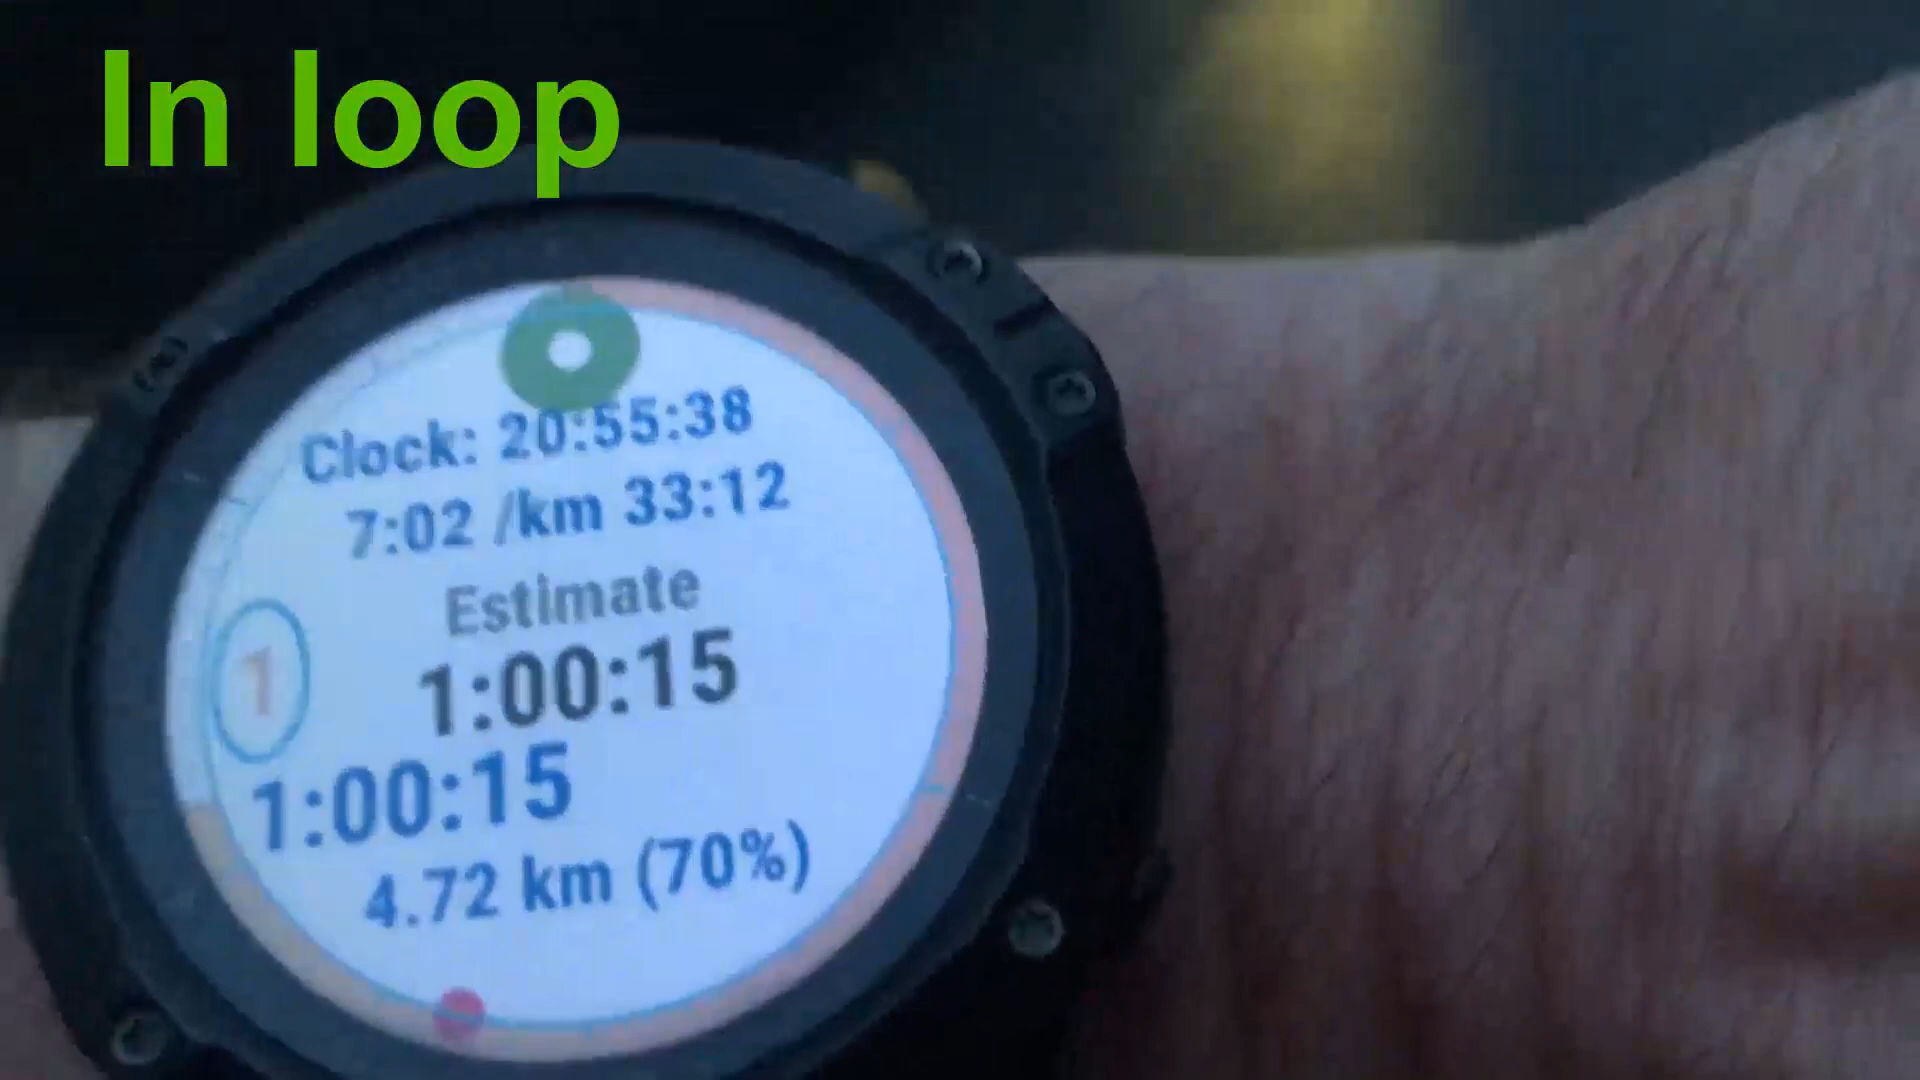 In loop
Clock: 20:55:38
7:02 /km 33:12
Estimate
1
1:00:15
1:00:15
4.72 km (70%)